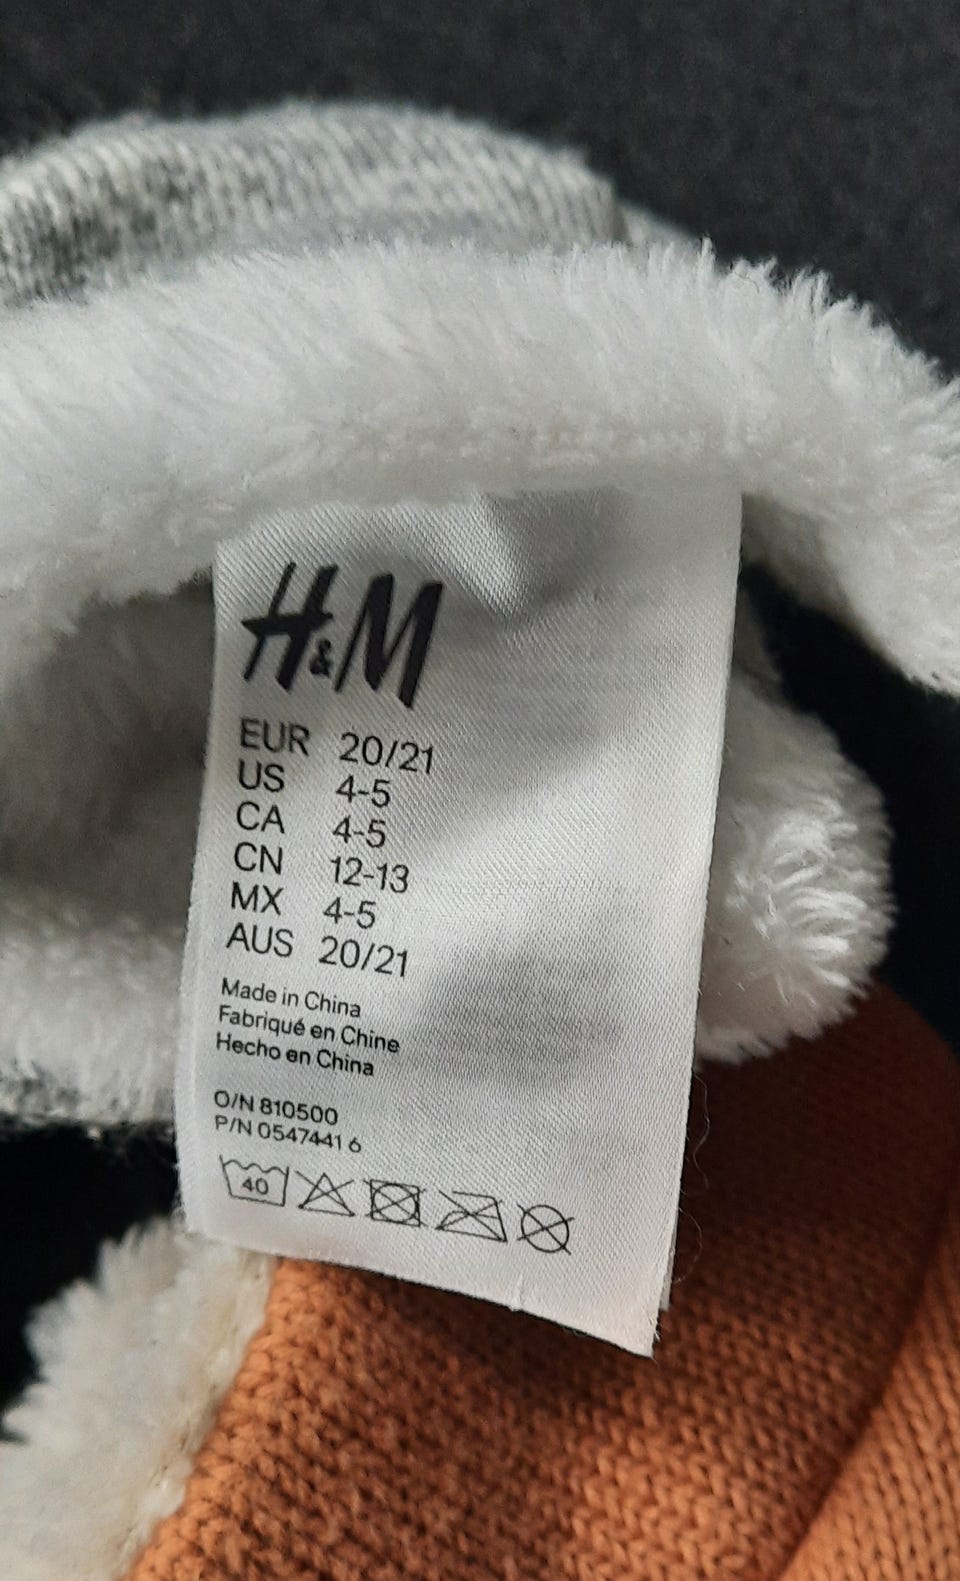 H&M
EUR 20/21
US 4-5
CA 4-5
CN 12-13
MX 4-5
AUS 20/21
Made in China
Fabriqué en Chine
Hecho en China
O/N 810500
P/N 0547441 6
40